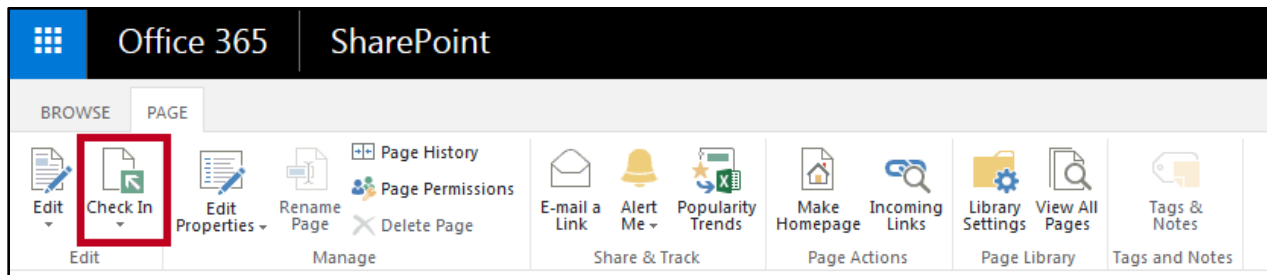 Office 365 SharePoint
BROWSE PAGE
Edit
Check In
Edit
Properties
Rename
Page
Page History
Page Permissions
Delete Page
E-mail a
Link
Alert
Me
Popularity
Trends
Make
Homepage
Incoming
Links
Library
Settings
View All
Pages
Tags &
Notes
Edit
Manage
Share & Track
Page Actions
Page Library
Tags and Notes